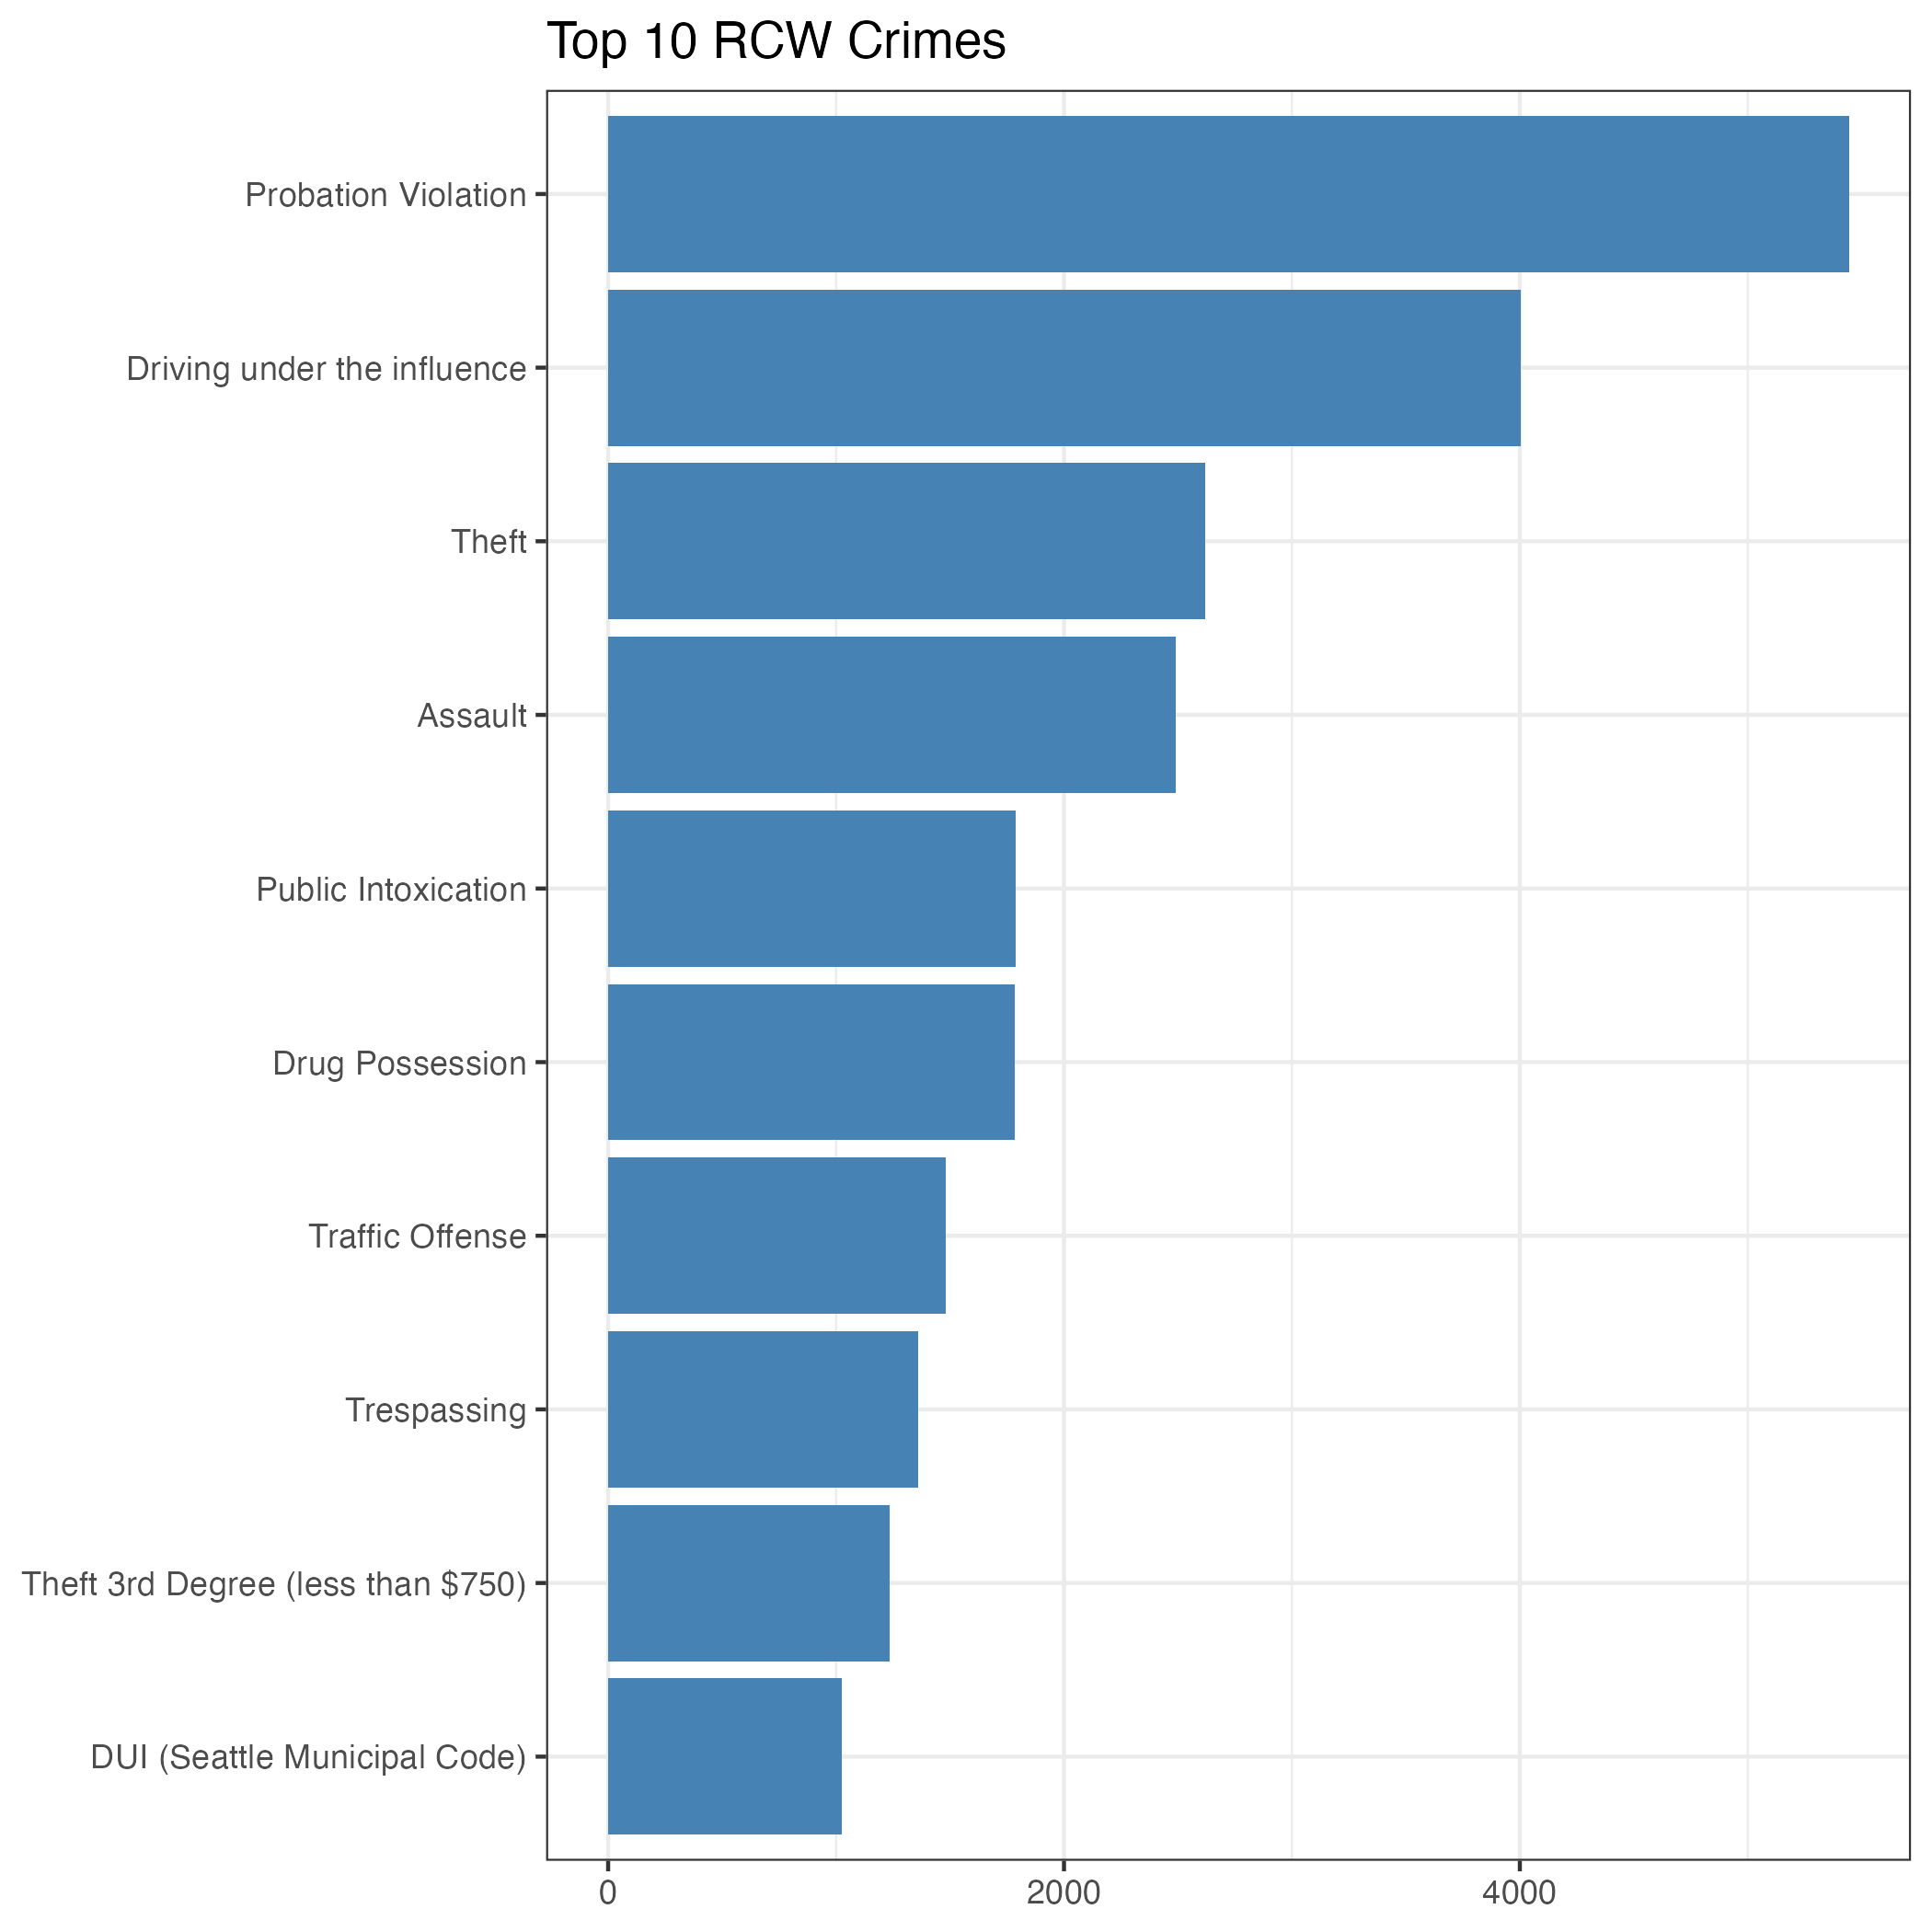 Top 10 RCW Crimes
Probation Violation
Driving under the influence
Theft
Assault
Public Intoxication
Drug Possession
Traffic Offense
Trespassing
Theft 3rd Degree (less than $750)
DUI (Seattle Municipal Code)
0 2000 4000